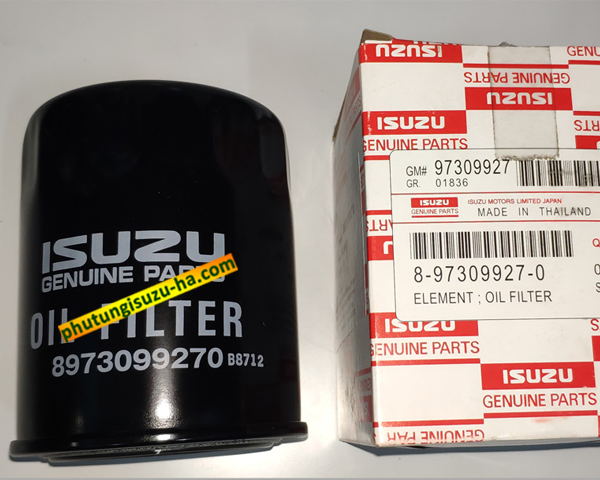 ISUZU
GENUINE PARTS
phutungisuzu-ha.com
OIL FILTER
8973099270 B8712
ISUZU
GENUINE PARTS
ISUZU
ISUZU
GENUINE PARTS
GM# 97309927
GR. 01836
ISUZU
GENUINE PARTS
ISUZU MOTORS LIMITED JAPAN
MADE IN THAILAND
8-97309927-0
ELEMENT ; OIL FILTER
GENUINE PARTS
ISUZU
GENUINE PARTS